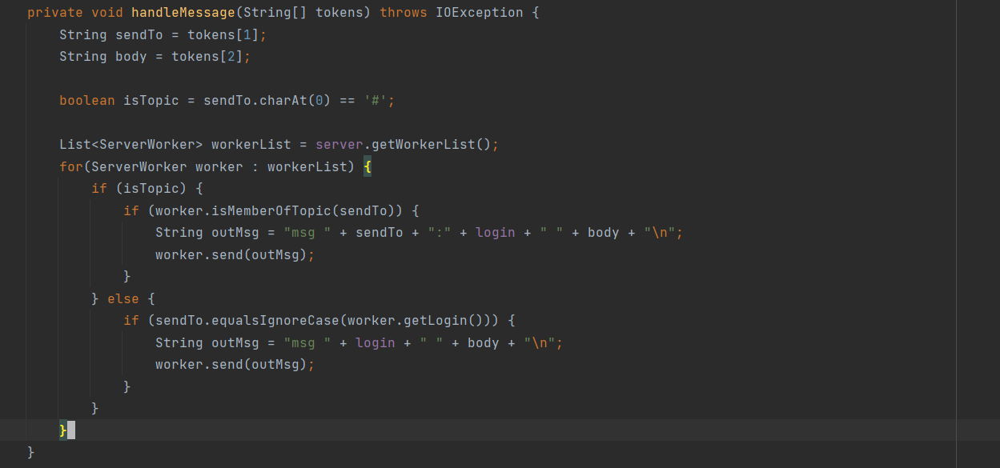 private void handleMessage(String[] tokens) throws IOException {
    String sendTo = tokens[1];
    String body = tokens[2];

    boolean isTopic = sendTo.charAt(0) == '#';

    List<ServerWorker> workerList = server.getWorkerList();
    for(ServerWorker worker : workerList) {
        if (isTopic) {
            if (worker.isMemberOfTopic(sendTo)) {
                String outMsg = "msg " + sendTo + ":" + login + " " + body + "\n";
                worker.send(outMsg);
            }
        } else {
            if (sendTo.equalsIgnoreCase(worker.getLogin())) {
                String outMsg = "msg " + login + " " + body + "\n";
                worker.send(outMsg);
            }
        }
    }
}